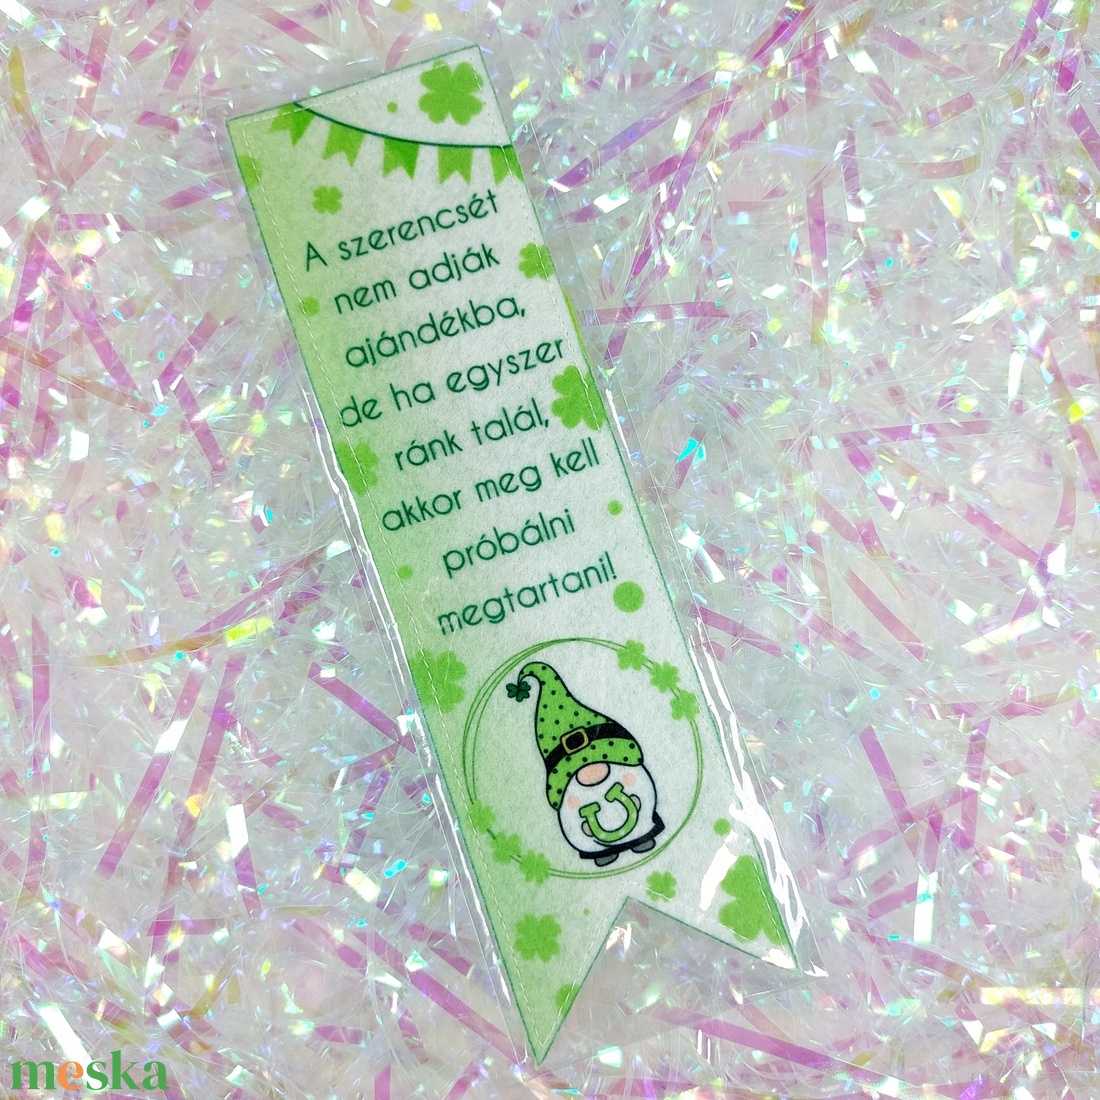 A szerencsét
nem adják
ajándékba,
de ha egyszer
ránk talál,
akkor meg kell
próbálni
megtartani!
meska